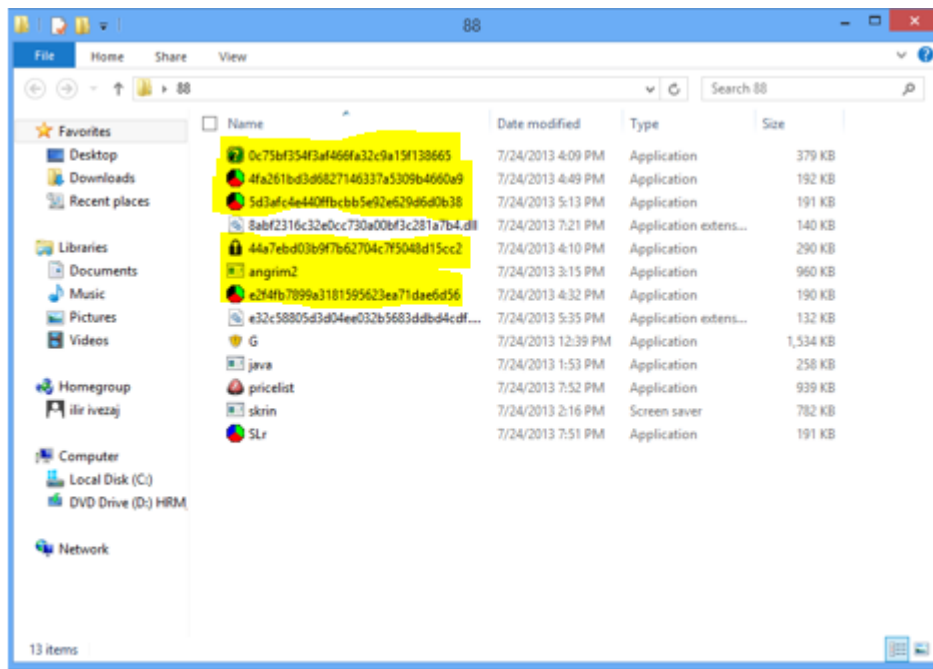 88
File Home Share View
88
Search 88
Favorites
Desktop
Downloads
Recent places
Libraries
Documents
Music
Pictures
Videos
Homegroup
ilir ivezaj
Computer
Local Disk (C:)
DVD Drive (D:) HRM
Network
Name Date modified Type Size
0c75bf354f3af466fa32c9a15f138665 7/24/2013 4:09 PM Application 379 KB
4fa261bd3d6827146337a5309b4660a9 7/24/2013 4:49 PM Application 192 KB
5d3afc4e440ffbcbb5e92e629d6d0b38 7/24/2013 5:13 PM Application 191 KB
8abf2316c32e0cc730a00bf3c281a7b4.dll 7/24/2013 7:21 PM Application extens... 140 KB
44a7ebd03b9f7b62704c7f5048d15cc2 7/24/2013 4:10 PM Application 290 KB
angrim2 7/24/2013 3:15 PM Application 960 KB
e2f4fb7899a3181595623ea71dae6d56 7/24/2013 4:32 PM Application 190 KB
e32c58805d3d04ee032b5683ddbd4cdf.... 7/24/2013 5:35 PM Application extens... 132 KB
G 7/24/2013 12:39 PM Application 1,534 KB
java 7/24/2013 1:53 PM Application 258 KB
pricelist 7/24/2013 7:52 PM Application 939 KB
skrin 7/24/2013 2:16 PM Screen saver 782 KB
SLr 7/24/2013 7:51 PM Application 191 KB
13 items